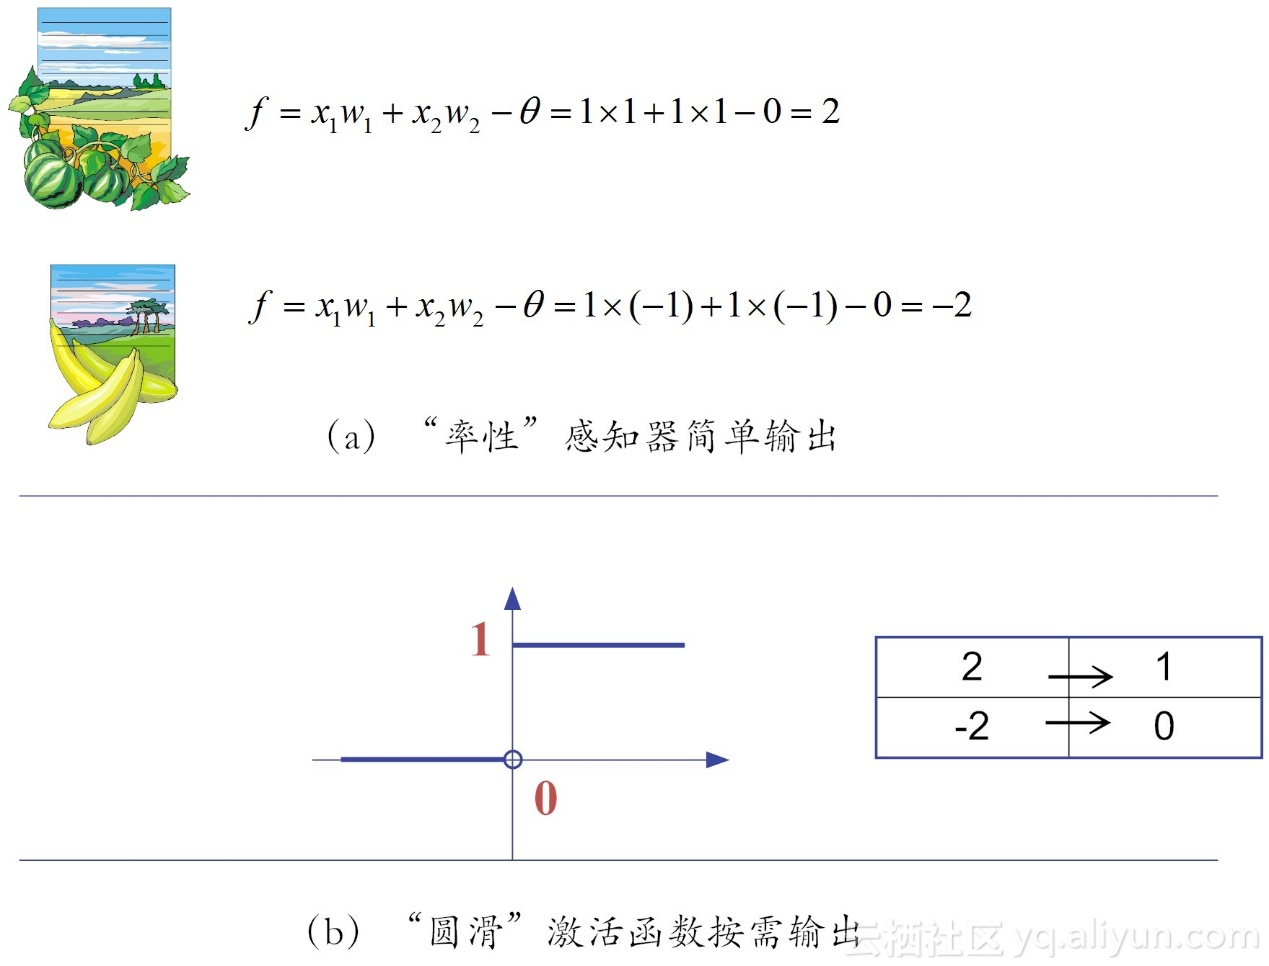 f = x₁w₁ + x₂w₂ − θ = 1×1+1×1−0 = 2
f = x₁w₁ + x₂w₂ − θ = 1×(−1)+1×(−1)−0 = −2
(a) “率性”感知器简单输出
1
0
2 → 1
-2 → 0
(b) “圆滑”激活函数按需输出
云栖社区 yq.aliyun.com